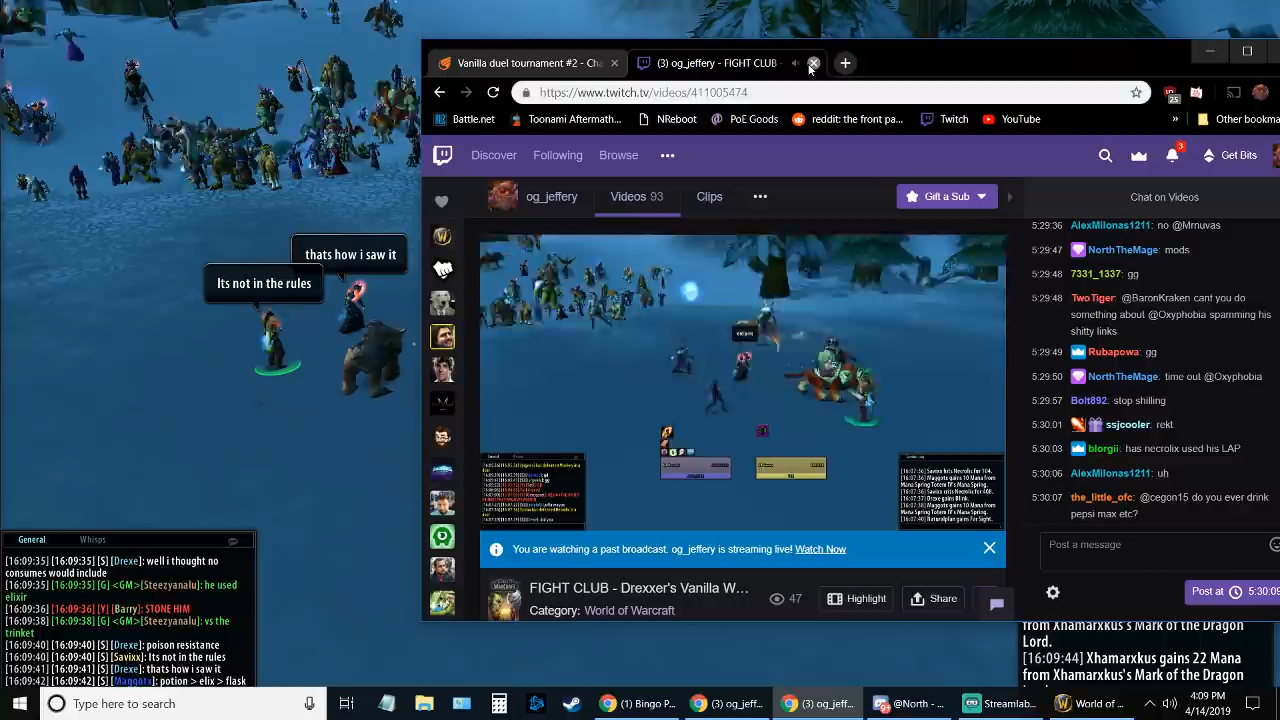 Vanilla duel tournament #2 - Cha
(3) og_jeffery - FIGHT CLUB -
https://www.twitch.tv/videos/411005474
25
Battle.net
Toonami Aftermath...
NReboot
PoE Goods
reddit: the front pa...
Twitch
YouTube
»
Other bookma
Discover
Following
Browse
3
Get Bits
og_jeffery
Videos 93
Clips
Gift a Sub
Chat on Videos
thats how i saw it
Its not in the rules
5:29:36 AlexMilonas1211: no @Mrnuvas
5:29:47 NorthTheMage: mods
5:29:48 7331_1337: gg
5:29:48 TwoTiger: @BaronKraken cant you do
something about @Oxyphobia spamming his
shitty links
5:29:49 Rubapowa: gg
5:29:50 NorthTheMage: time out @Oxyphobia
5:29:57 Bolt892: stop shilling
5:30:01 ssjcooler: rekt
5:30:03 blorgii: has necrolix used his LAP
5:30:06 AlexMilonas1211: uh
5:30:07 the_little_ofc: @cegon
pepsi max etc?
Post a message
Post at 5:30:09
You are watching a past broadcast. og_jeffery is streaming live! Watch Now
FIGHT CLUB - Drexxer's Vanilla W...
Category: World of Warcraft
47
Highlight
Share
General
Whisps
[16:09:35] [16:09:35] [S] [Drexe]: well i thought no
consumes would include
[16:09:35] [16:09:35] [G] <GM>[Steezyanalu]: he used
elixir
[16:09:36] [16:09:36] [Y] [Barry]: STONE HIM
[16:09:38] [16:09:38] [G] <GM>[Steezyanalu]: vs the
trinket
[16:09:40] [16:09:40] [S] [Drexe]: poison resistance
[16:09:40] [16:09:40] [S] [Savixx]: Its not in the rules
[16:09:41] [16:09:41] [S] [Drexe]: thats how i saw it
[16:09:42] [16:09:42] [S] [Maggotx]: potion > elix > flask
from Xhamarxkus's Mark of the Dragon
Lord.
[16:09:44] Xhamarxkus gains 22 Mana
from Xhamarxkus's Mark of the Dragon
Type here to search
(1) Bingo P...
(3) og_jeff...
(3) og_jeff...
@North - ...
Streamlab...
World of ...
4:09 PM
4/14/2019